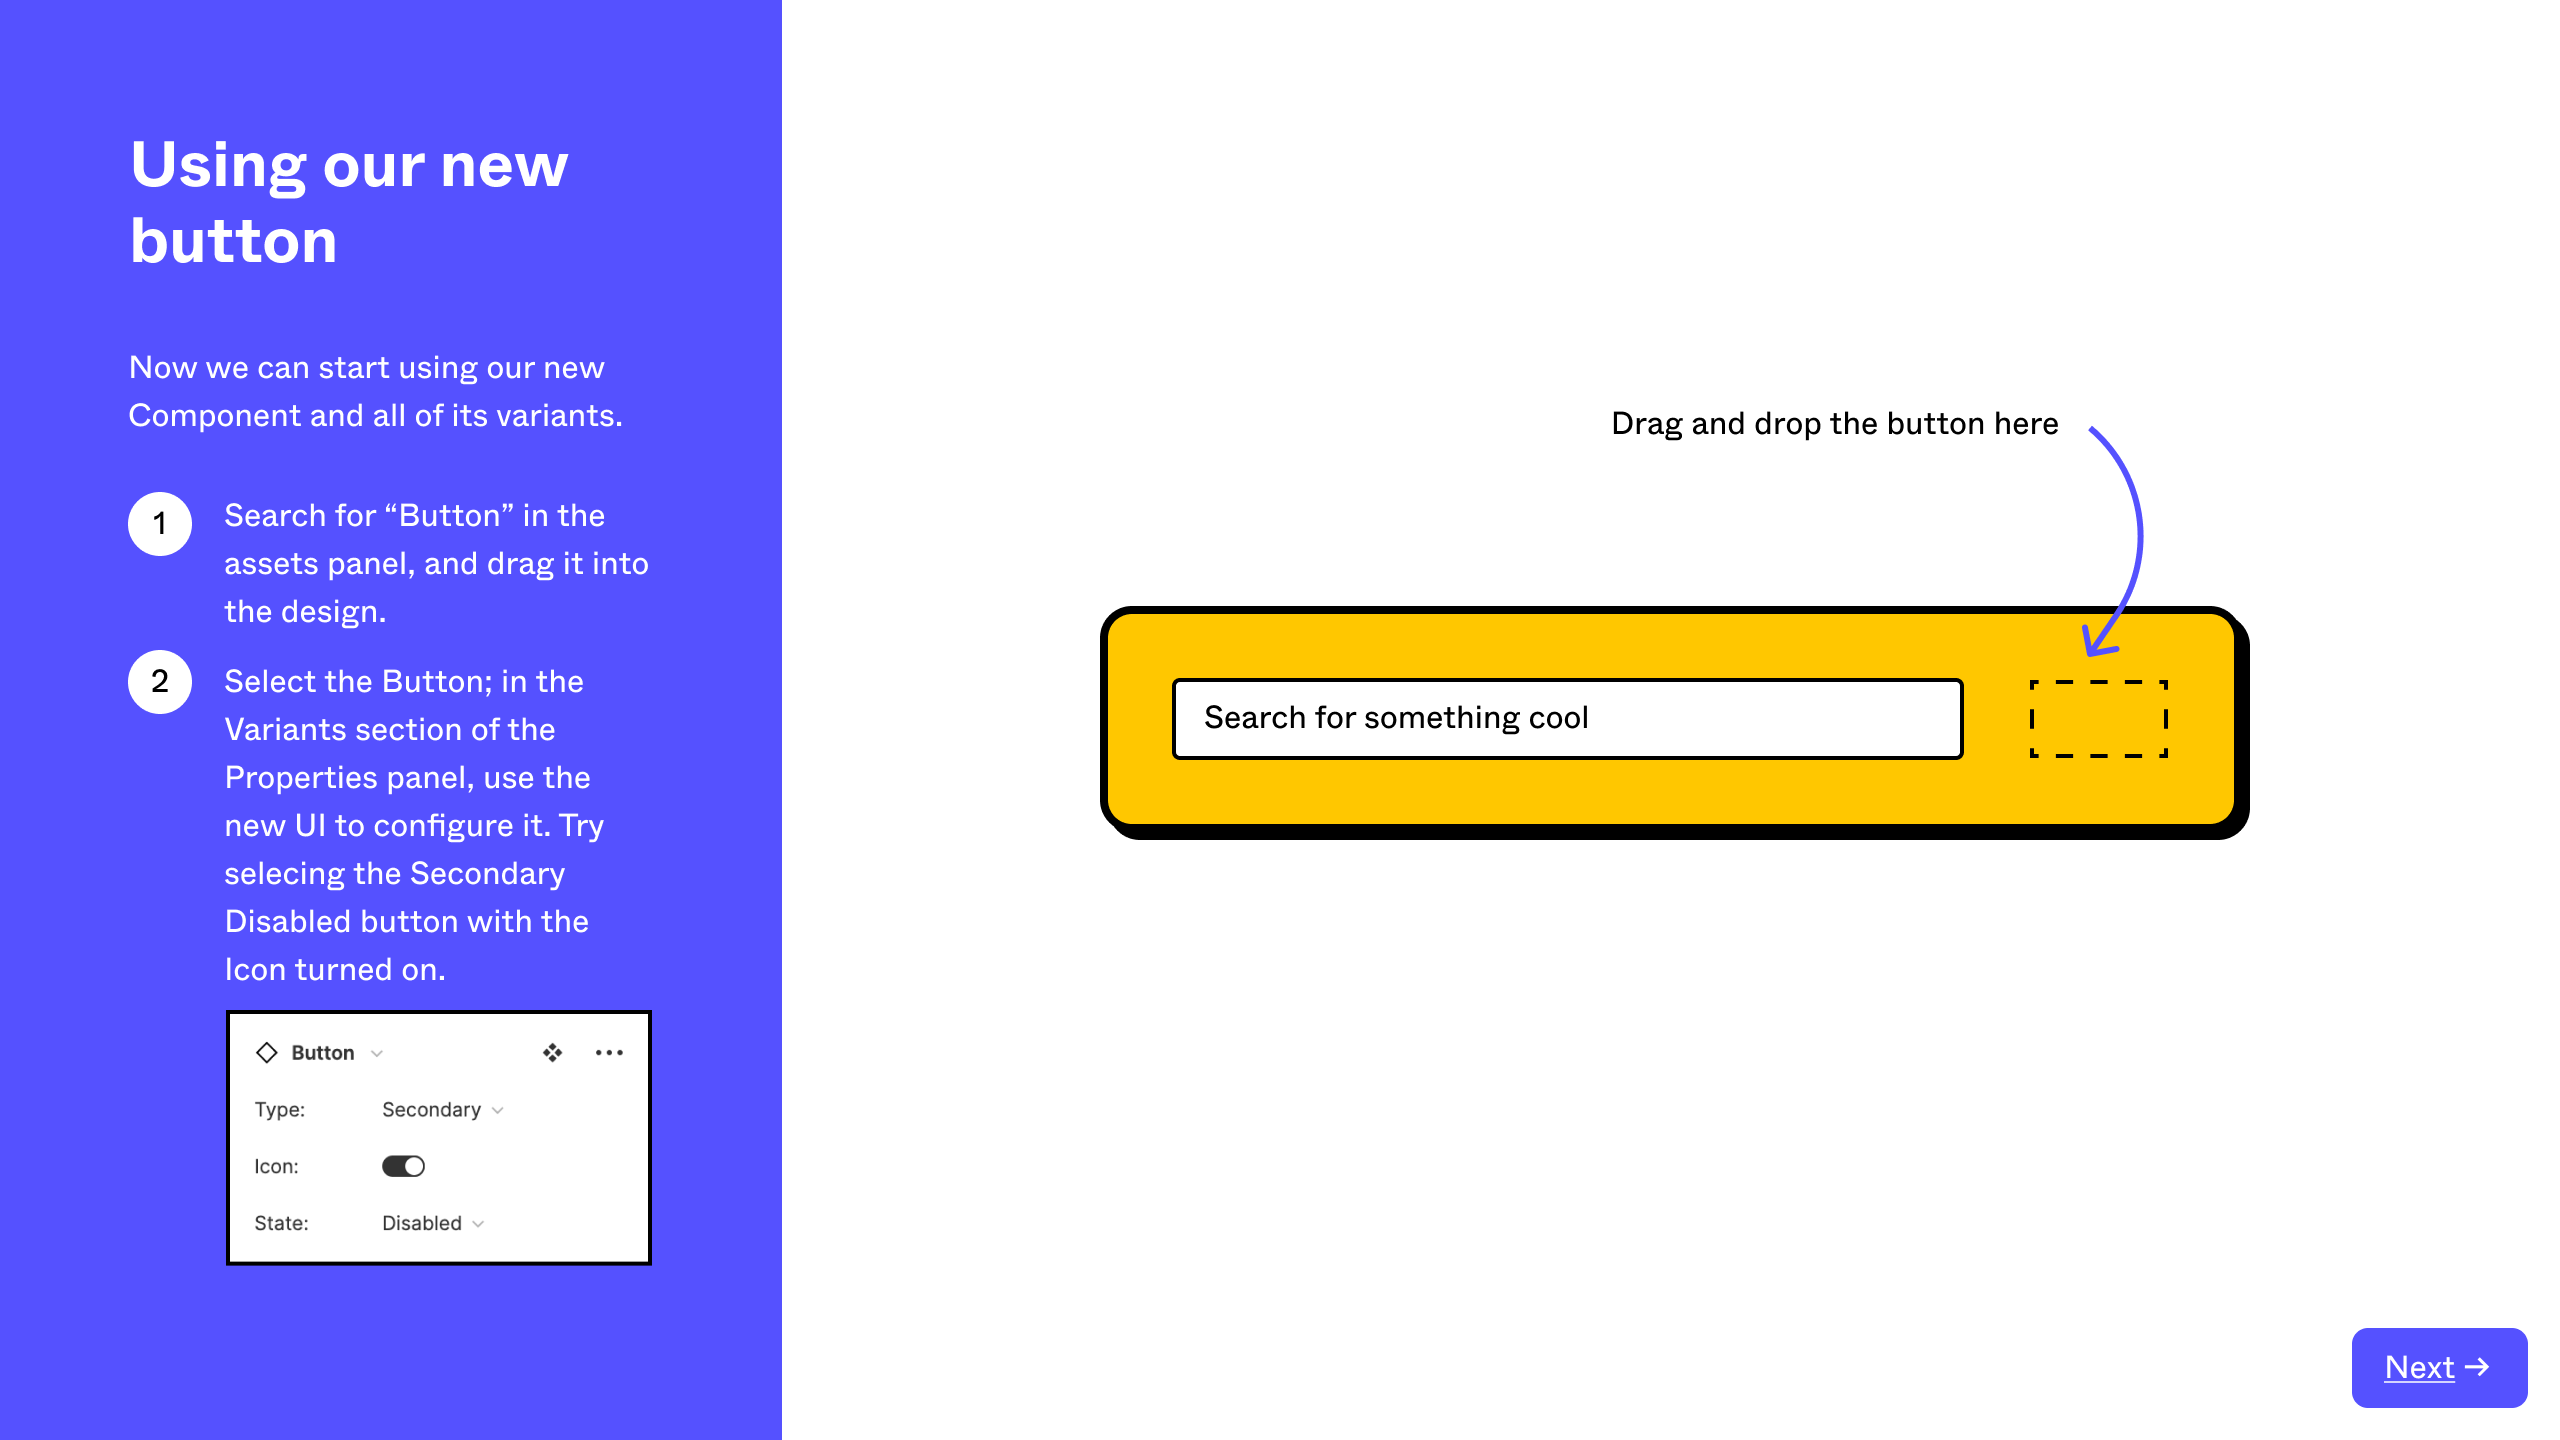 Using our new
button
Now we can start using our new
Component and all of its variants.
1
Search for “Button” in the
assets panel, and drag it into
the design.
2
Select the Button; in the
Variants section of the
Properties panel, use the
new UI to configure it. Try
selecing the Secondary
Disabled button with the
Icon turned on.
Button
Type: Secondary
Icon:
State: Disabled
Drag and drop the button here
Search for something cool
Next →